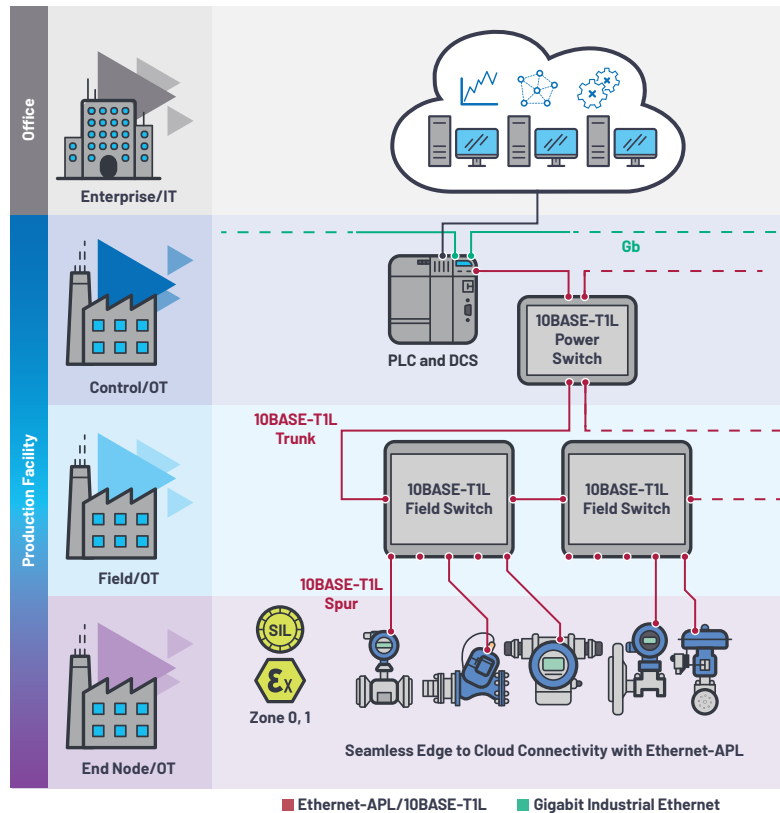 Office
Enterprise/IT
Gb
PLC and DCS
10BASE-T1L
Power
Switch
Control/OT
Production Facility
10BASE-T1L
Trunk
10BASE-T1L
Field Switch
10BASE-T1L
Field Switch
Field/OT
10BASE-T1L
Spur
SIL
εx
Zone 0, 1
End Node/OT
Seamless Edge to Cloud Connectivity with Ethernet-APL
Ethernet-APL/10BASE-T1L
Gigabit Industrial Ethernet